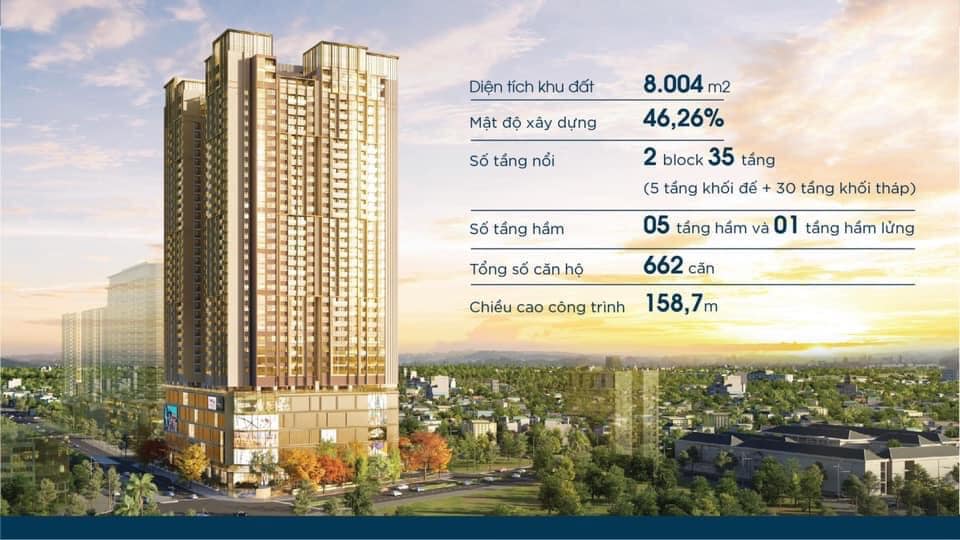 Diện tích khu đất 8.004 m2
Mật độ xây dựng 46,26%
Số tầng nổi 2 block 35 tầng
(5 tầng khối đế + 30 tầng khối tháp)
Số tầng hầm 05 tầng hầm và 01 tầng hầm lửng
Tổng số căn hộ 662 căn
Chiều cao công trình 158,7m